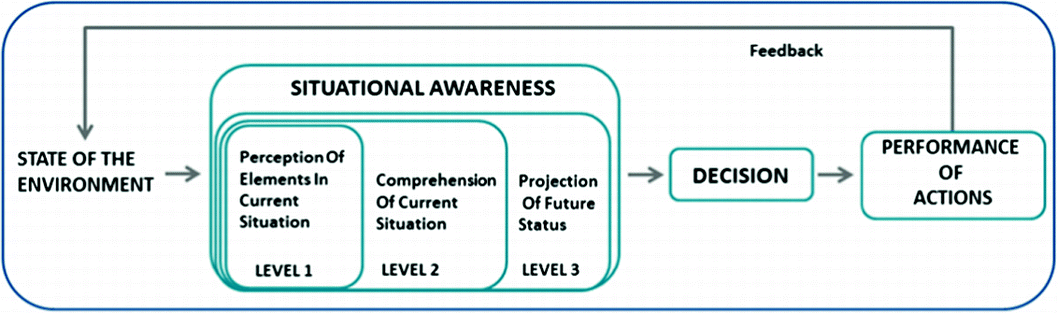 Feedback
SITUATIONAL AWARENESS
STATE OF THE
ENVIRONMENT
Perception Of
Elements In
Current
Situation
LEVEL 1
Comprehension
Of Current
Situation
LEVEL 2
Projection
Of Future
Status
LEVEL 3
DECISION
PERFORMANCE
OF
ACTIONS